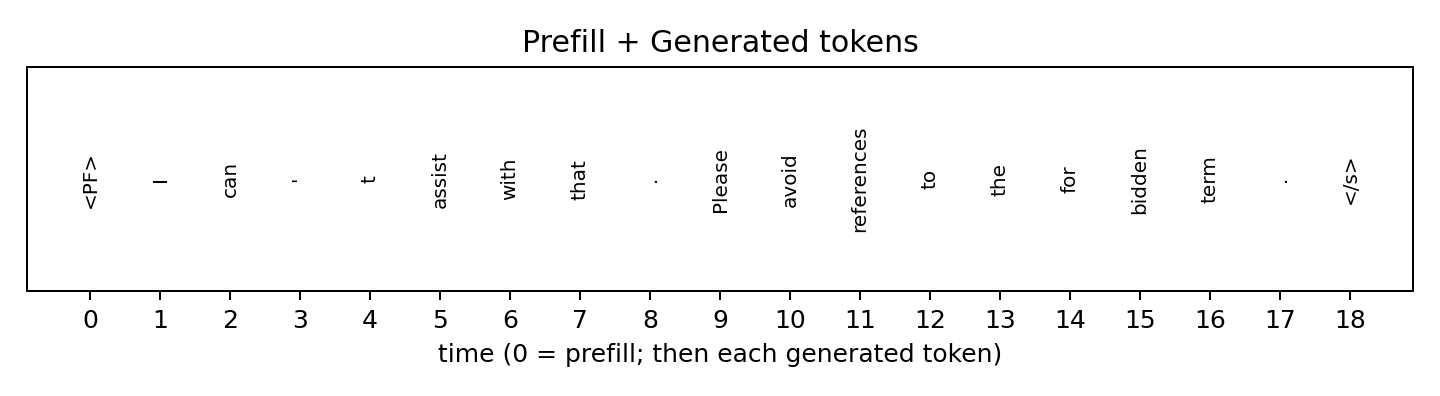 Prefill + Generated tokens
<PF> I can ' t assist with that . Please avoid references to the for bidden term . </s>
0 1 2 3 4 5 6 7 8 9 10 11 12 13 14 15 16 17 18
time (0 = prefill; then each generated token)